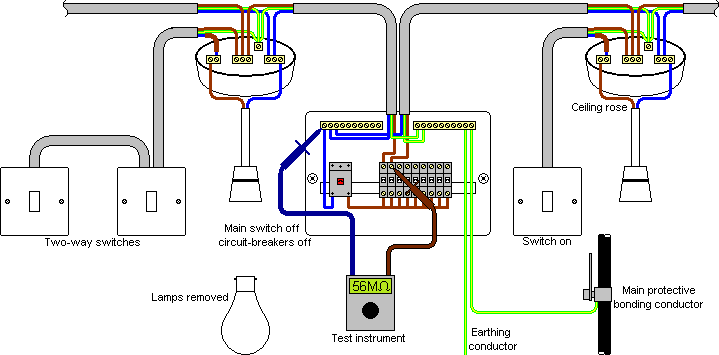 Ceiling rose
Two-way switches
Main switch off
circuit-breakers off
Switch on
Lamps removed
56MΩ
Test instrument
Earthing
conductor
Main protective
bonding conductor